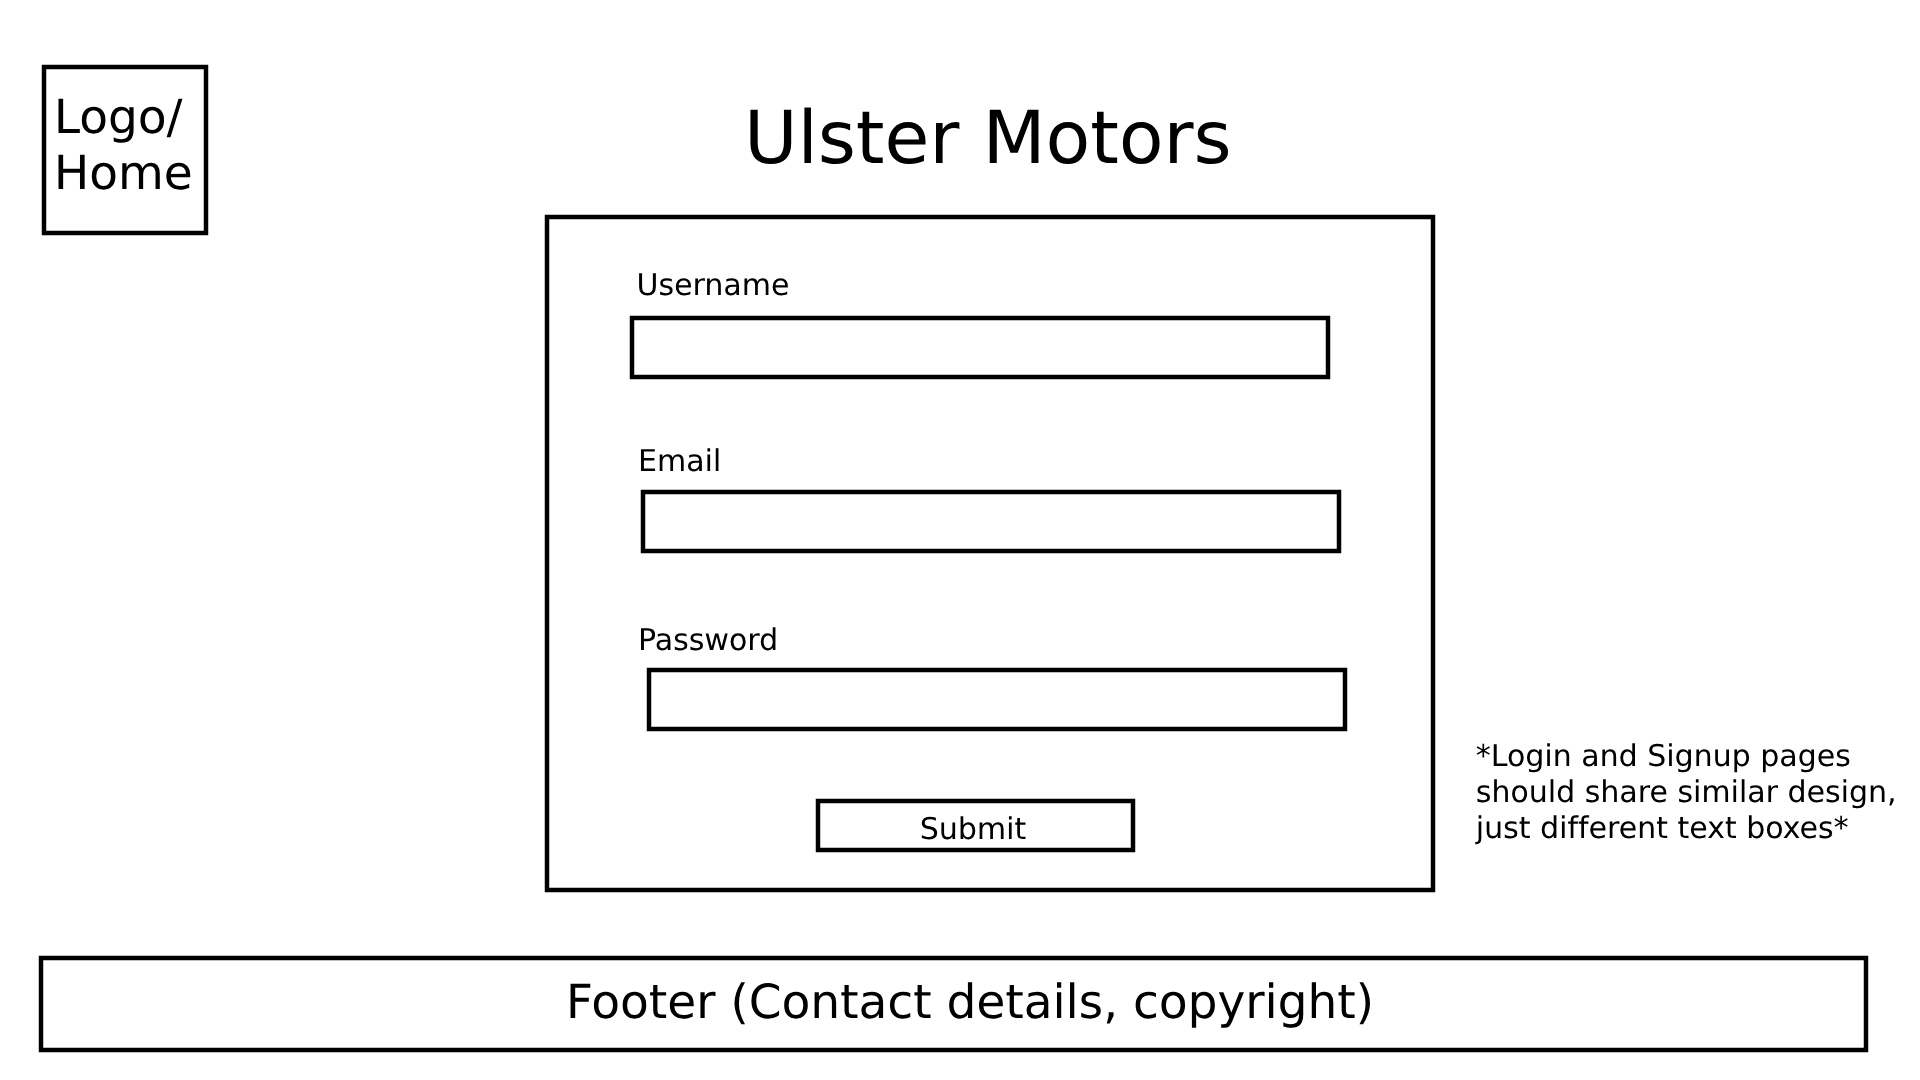 Logo/
Home
Ulster Motors
Username
Email
Password
Submit
*Login and Signup pages
should share similar design,
just different text boxes*
Footer (Contact details, copyright)